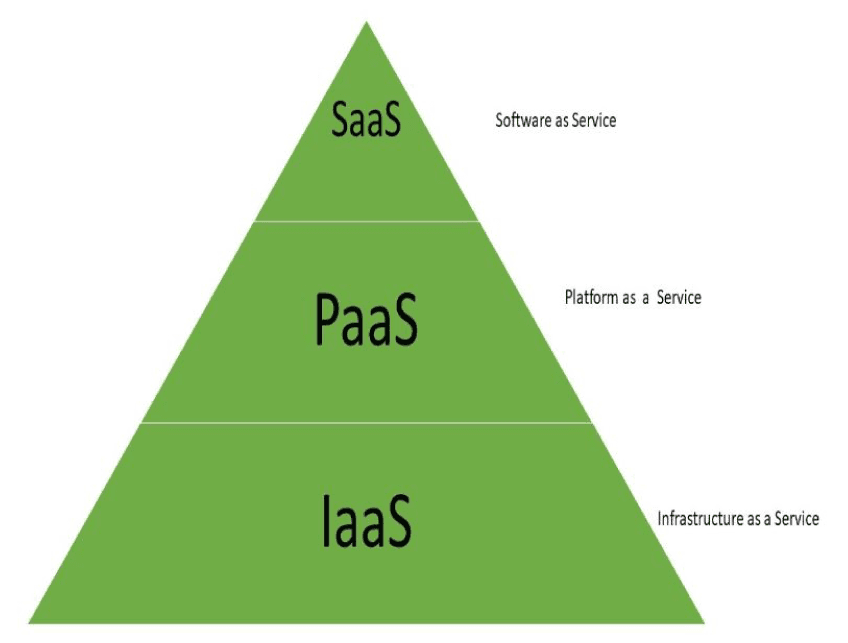 SaaS
Software as Service
PaaS
Platform as a Service
IaaS
Infrastructure as a Service